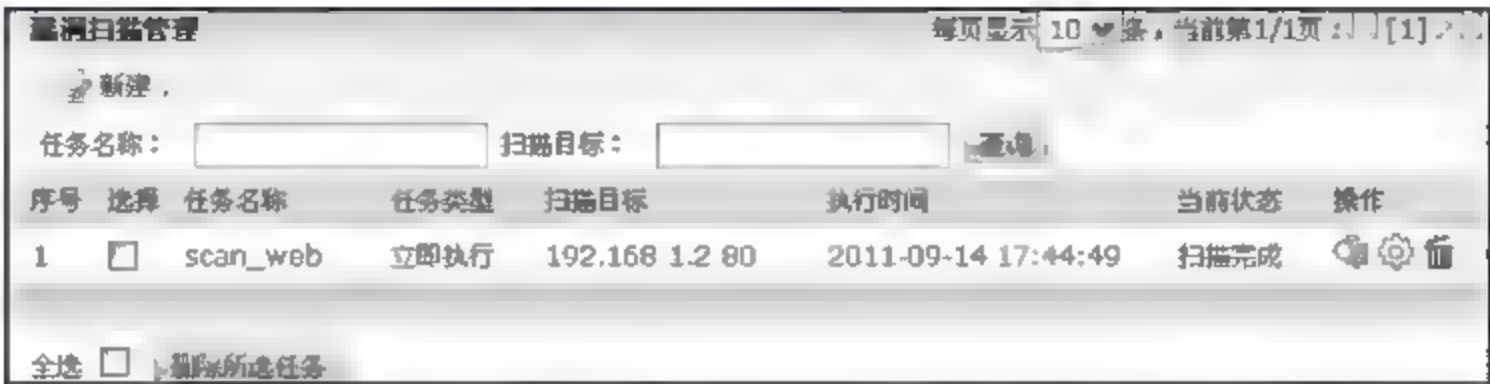 漏洞扫描管理 每页显示 10 条，当前第1/1页 [1]
新建
任务名称： 扫描目标： 查询
序号 选择 任务名称 任务类型 扫描目标 执行时间 当前状态 操作
1 scan_web 立即执行 192.168 1.2 80 2011-09-14 17:44:49 扫描完成
全选 删除所选任务